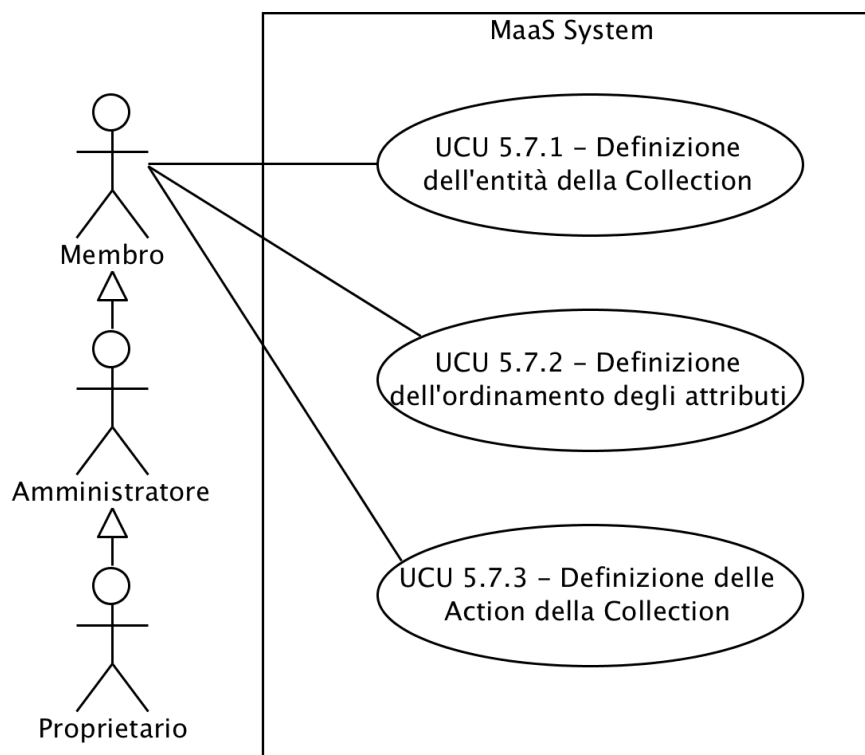 MaaS System
UCU 5.7.1 – Definizione
dell'entità della Collection
Membro
UCU 5.7.2 – Definizione
dell'ordinamento degli attributi
Amministratore
UCU 5.7.3 – Definizione delle
Action della Collection
Proprietario